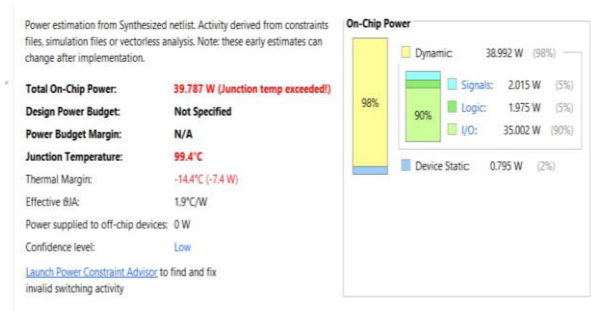 Power estimation from Synthesized netlist. Activity derived from constraints
files, simulation files or vectorless analysis. Note: these early estimates can
change after implementation.
Total On-Chip Power: 39.787 W (Junction temp exceeded!)
Design Power Budget: Not Specified
Power Budget Margin: N/A
Junction Temperature: 99.4°C
Thermal Margin: -14.4°C (-7.4 W)
Effective θJA: 1.9°C/W
Power supplied to off-chip devices: 0 W
Confidence level: Low
Launch Power Constraint Advisor to find and fix
invalid switching activity
On-Chip Power
Dynamic: 38.992 W (98%)
Signals: 2.015 W (5%)
98%
Logic: 1.975 W (5%)
90%
I/O: 35.002 W (90%)
Device Static: 0.795 W (2%)